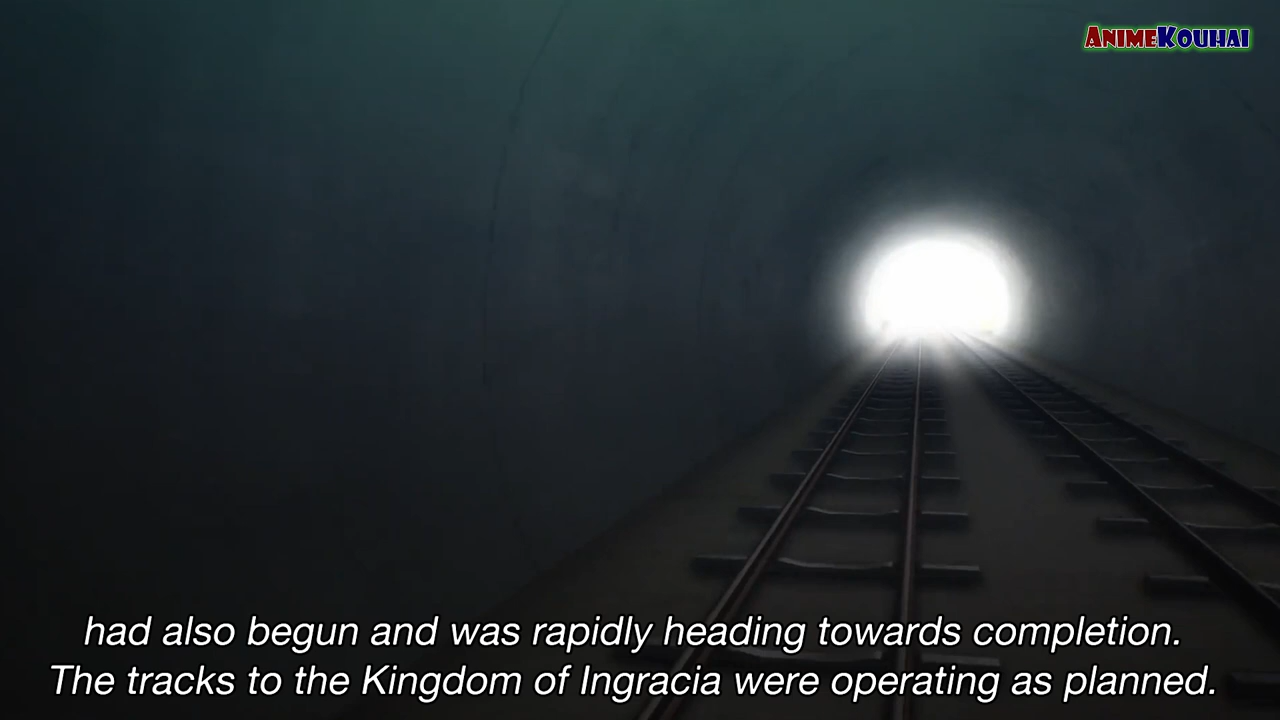 AnimeKouhai
had also begun and was rapidly heading towards completion.
The tracks to the Kingdom of Ingracia were operating as planned.